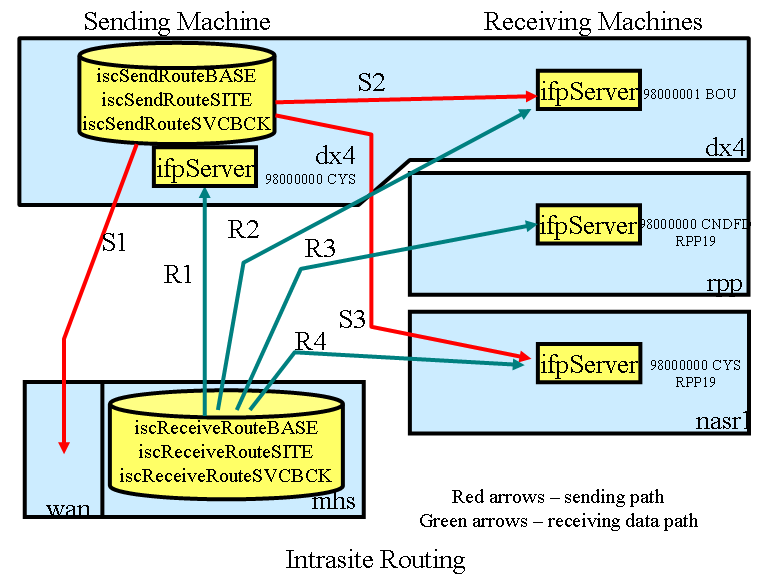 Sending Machine
Receiving Machines
iscSendRouteBASE
iscSendRouteSITE
iscSendRouteSVCBCK
S2
ifpServer
98000001 BOU
dx4
ifpServer
dx4
98000000 CYS
S1
R1
R2
R3
ifpServer
98000000 CNDFD
RPP19
rpp
S3
R4
ifpServer
98000000 CYS
RPP19
nasr1
iscReceiveRouteBASE
iscReceiveRouteSITE
iscReceiveRouteSVCBCK
wan
mhs
Red arrows – sending path
Green arrows – receiving data path
Intrasite Routing